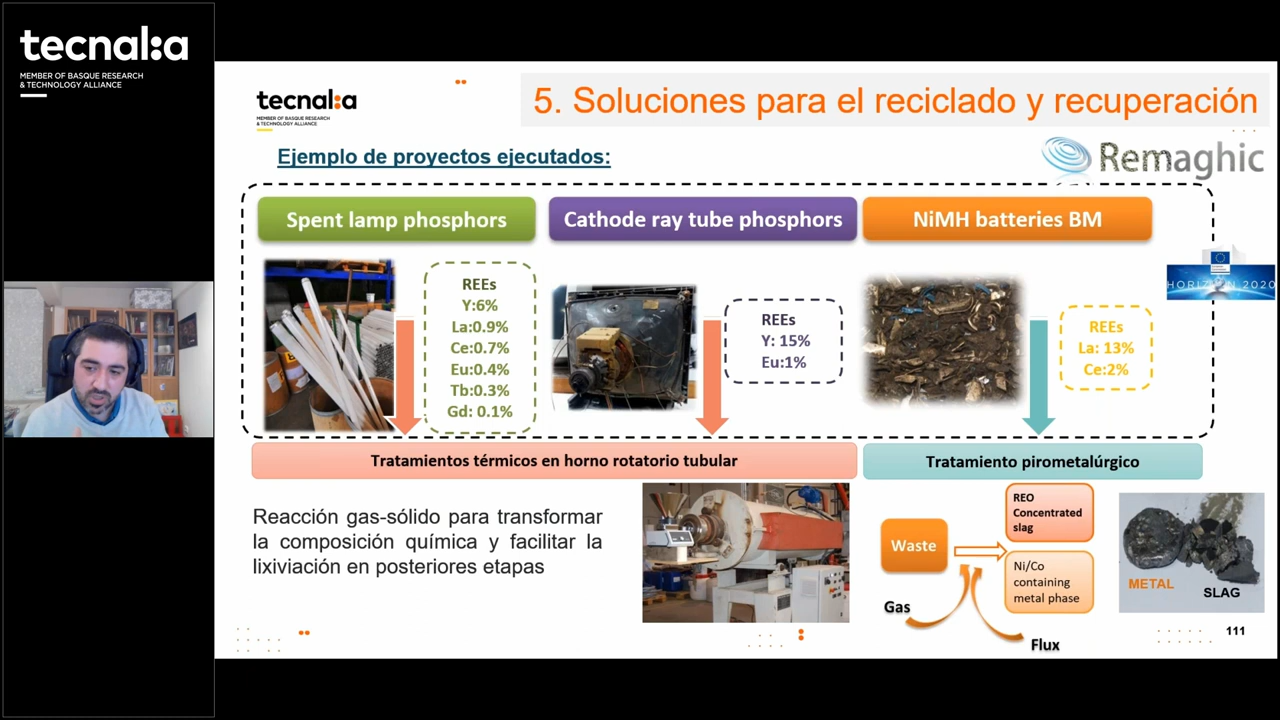 tecnal:a
MEMBER OF BASQUE RESEARCH
& TECHNOLOGY ALLIANCE
tecnal:a
MEMBER OF BASQUE RESEARCH
& TECHNOLOGY ALLIANCE
5. Soluciones para el reciclado y recuperación
Ejemplo de proyectos ejecutados:
Remaghic
Spent lamp phosphors
Cathode ray tube phosphors
NiMH batteries BM
REEs
Y:6%
La:0.9%
Ce:0.7%
Eu:0.4%
Tb:0.3%
Gd: 0.1%
REEs
Y: 15%
Eu:1%
REEs
La: 13%
Ce:2%
HORIZON 2020
Tratamientos térmicos en horno rotatorio tubular
Tratamiento pirometalúrgico
Reacción gas-sólido para transformar
la composición química y facilitar la
lixiviación en posteriores etapas
Waste
REO
Concentrated
slag
Ni/Co
containing
metal phase
Gas
Flux
METAL
SLAG
111